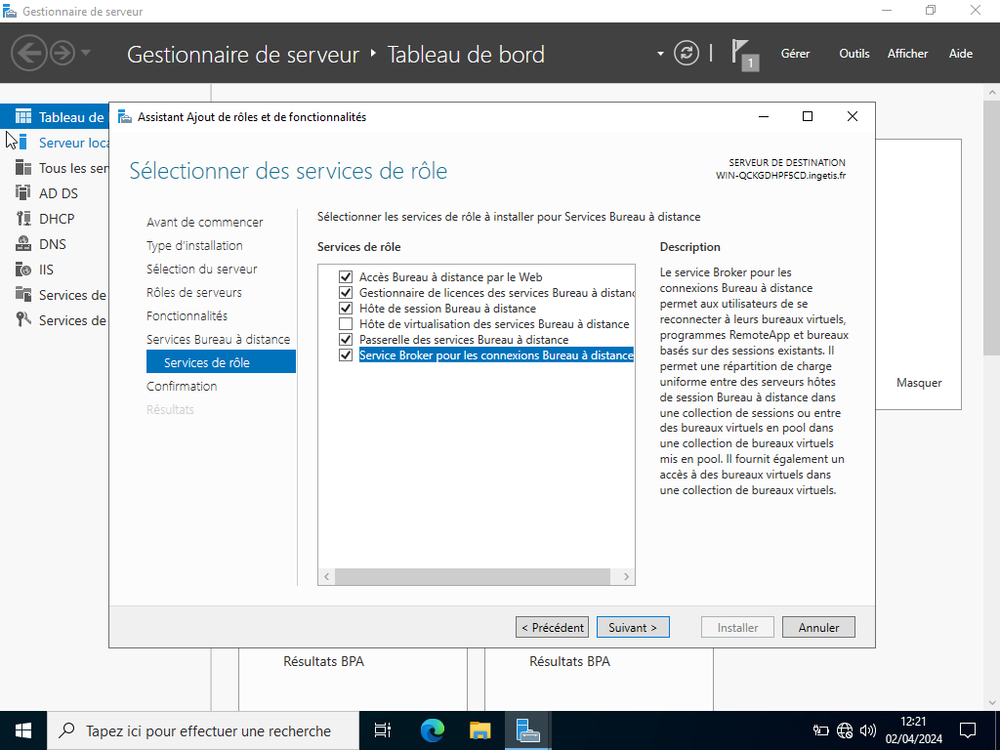 Gestionnaire de serveur
Gestionnaire de serveur
Tableau de bord
1
Gérer
Outils
Afficher
Aide
Tableau de
Serveur loca
Tous les ser
AD DS
DHCP
DNS
IIS
Services de
Services de
Assistant Ajout de rôles et de fonctionnalités
Sélectionner des services de rôle
SERVEUR DE DESTINATION
WIN-QCKGDHPF5CD.ingetis.fr
Avant de commencer
Type d'installation
Sélection du serveur
Rôles de serveurs
Fonctionnalités
Services Bureau à distance
Services de rôle
Confirmation
Résultats
Sélectionner les services de rôle à installer pour Services Bureau à distance
Services de rôle
Accès Bureau à distance par le Web
Gestionnaire de licences des services Bureau à distanc
Hôte de session Bureau à distance
Hôte de virtualisation des services Bureau à distance
Passerelle des services Bureau à distance
Service Broker pour les connexions Bureau à distance
Description
Le service Broker pour les
connexions Bureau à distance
permet aux utilisateurs de se
reconnecter à leurs bureaux virtuels,
programmes RemoteApp et bureaux
basés sur des sessions existants. Il
permet une répartition de charge
uniforme entre des serveurs hôtes
de session Bureau à distance dans
une collection de sessions ou entre
des bureaux virtuels en pool dans
une collection de bureaux virtuels
mis en pool. Il fournit également un
accès à des bureaux virtuels dans
une collection de bureaux virtuels.
Masquer
< Précédent
Suivant >
Installer
Annuler
Résultats BPA
Résultats BPA
Tapez ici pour effectuer une recherche
12:21
02/04/2024